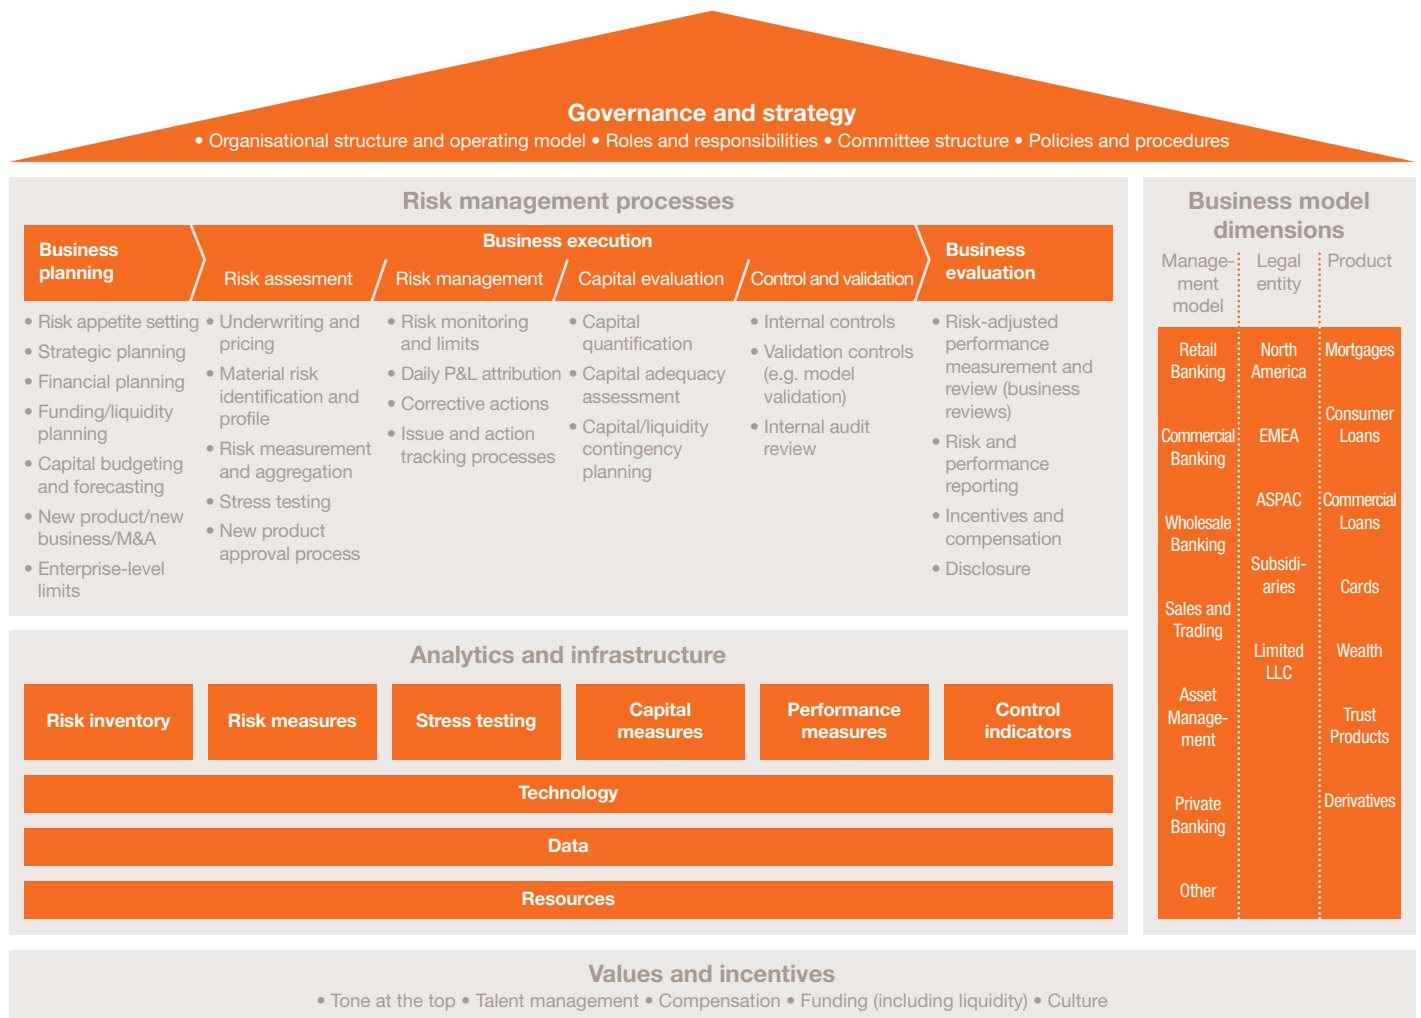 Governance and strategy
• Organisational structure and operating model • Roles and responsibilities • Committee structure • Policies and procedures
Risk management processes
Business
planning
Business execution
Risk assesment
Risk management
Capital evaluation
Control and validation
Business
evaluation
• Risk appetite setting
• Strategic planning
• Financial planning
• Funding/liquidity
planning
• Capital budgeting
and forecasting
• New product/new
business/M&A
• Enterprise-level
limits
• Underwriting and
pricing
• Material risk
identification and
profile
• Risk measurement
and aggregation
• Stress testing
• New product
approval process
• Risk monitoring
and limits
• Daily P&L attribution
• Corrective actions
• Issue and action
tracking processes
• Capital
quantification
• Capital adequacy
assessment
• Capital/liquidity
contingency
planning
• Internal controls
• Validation controls
(e.g. model
validation)
• Internal audit
review
• Risk-adjusted
performance
measurement and
review (business
reviews)
• Risk and
performance
reporting
• Incentives and
compensation
• Disclosure
Business model
dimensions
Manage-
ment
model
Legal
entity
Product
Retail
Banking
Commercial
Banking
Wholesale
Banking
Sales and
Trading
Asset
Manage-
ment
Private
Banking
Other
North
America
EMEA
ASPAC
Subsidi-
aries
Limited
LLC
Mortgages
Consumer
Loans
Commercial
Loans
Cards
Wealth
Trust
Products
Derivatives
Analytics and infrastructure
Risk inventory
Risk measures
Stress testing
Capital
measures
Performance
measures
Control
indicators
Technology
Data
Resources
Values and incentives
• Tone at the top • Talent management • Compensation • Funding (including liquidity) • Culture